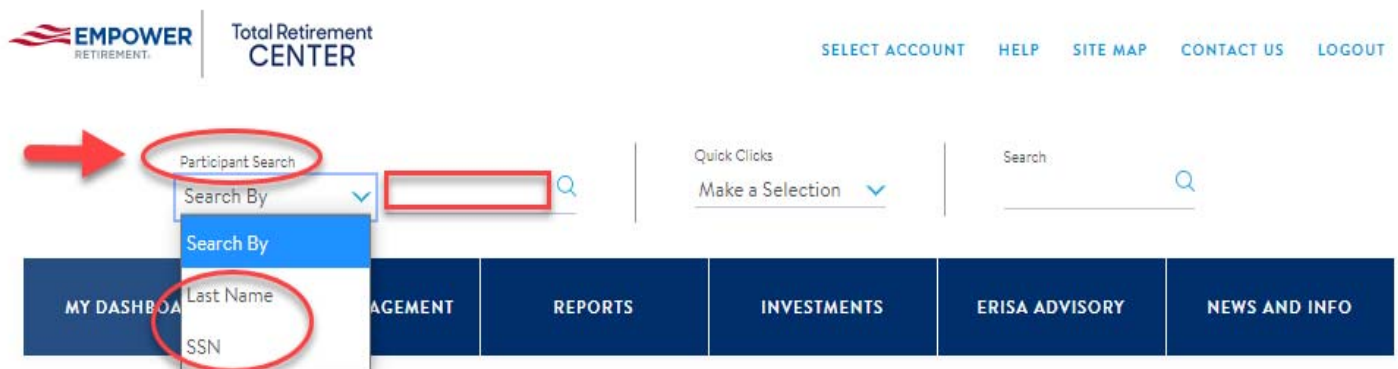 EMPOWER
RETIREMENT.
Total Retirement
CENTER
SELECT ACCOUNT HELP SITE MAP CONTACT US LOGOUT
Participant Search
Search By
Quick Clicks
Make a Selection
Search
Search By
Last Name
SSN
MY DASHBOA AGEMENT REPORTS INVESTMENTS ERISA ADVISORY NEWS AND INFO